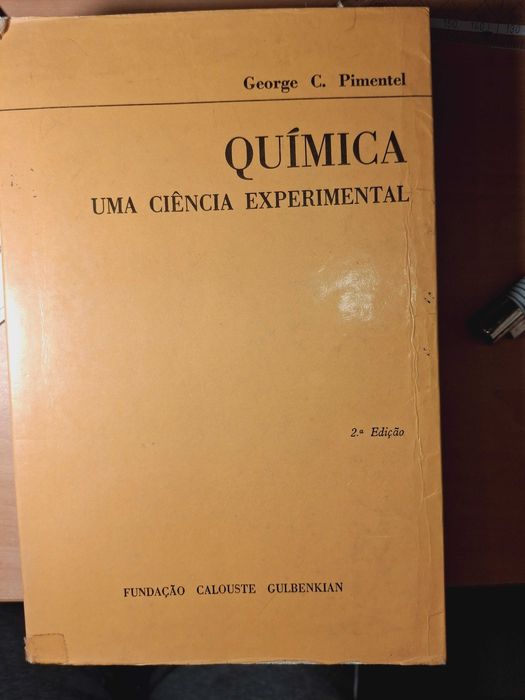 George C. Pimentel
QUÍMICA
UMA CIÊNCIA EXPERIMENTAL
2.ª Edição
FUNDAÇÃO CALOUSTE GULBENKIAN